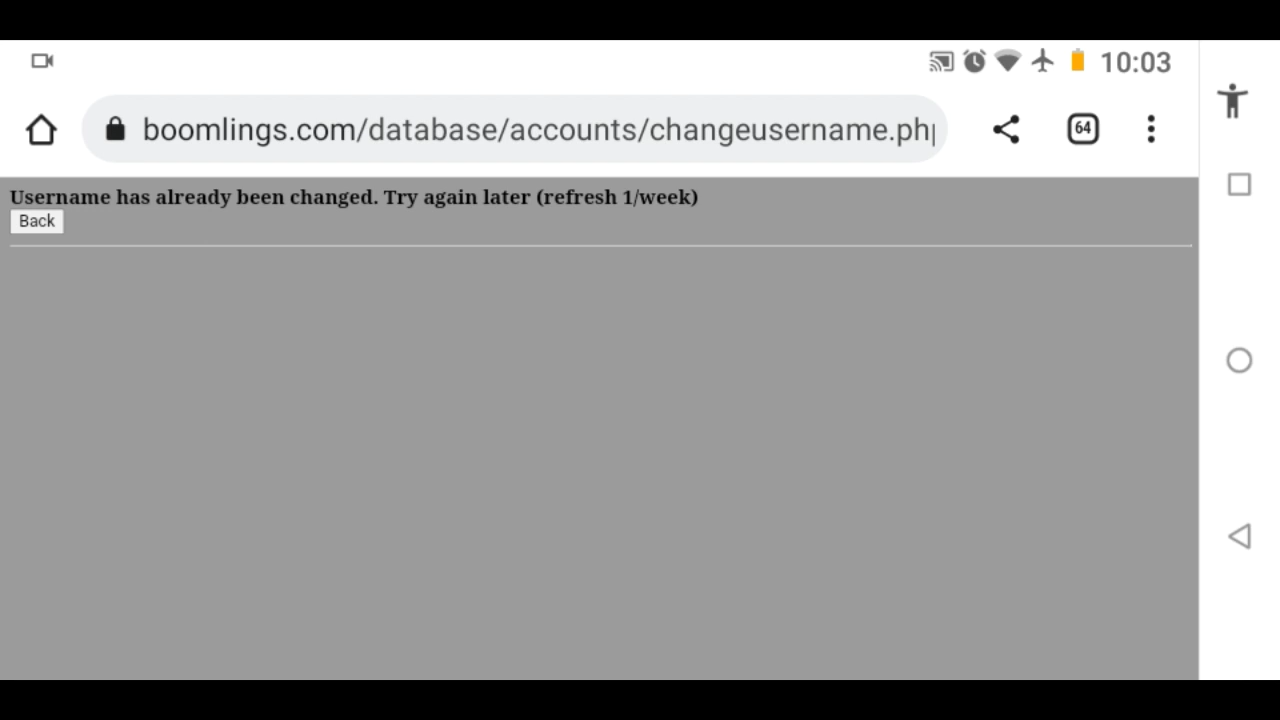 10:03
boomlings.com/database/accounts/changeusername.php
64
Username has already been changed. Try again later (refresh 1/week)
Back